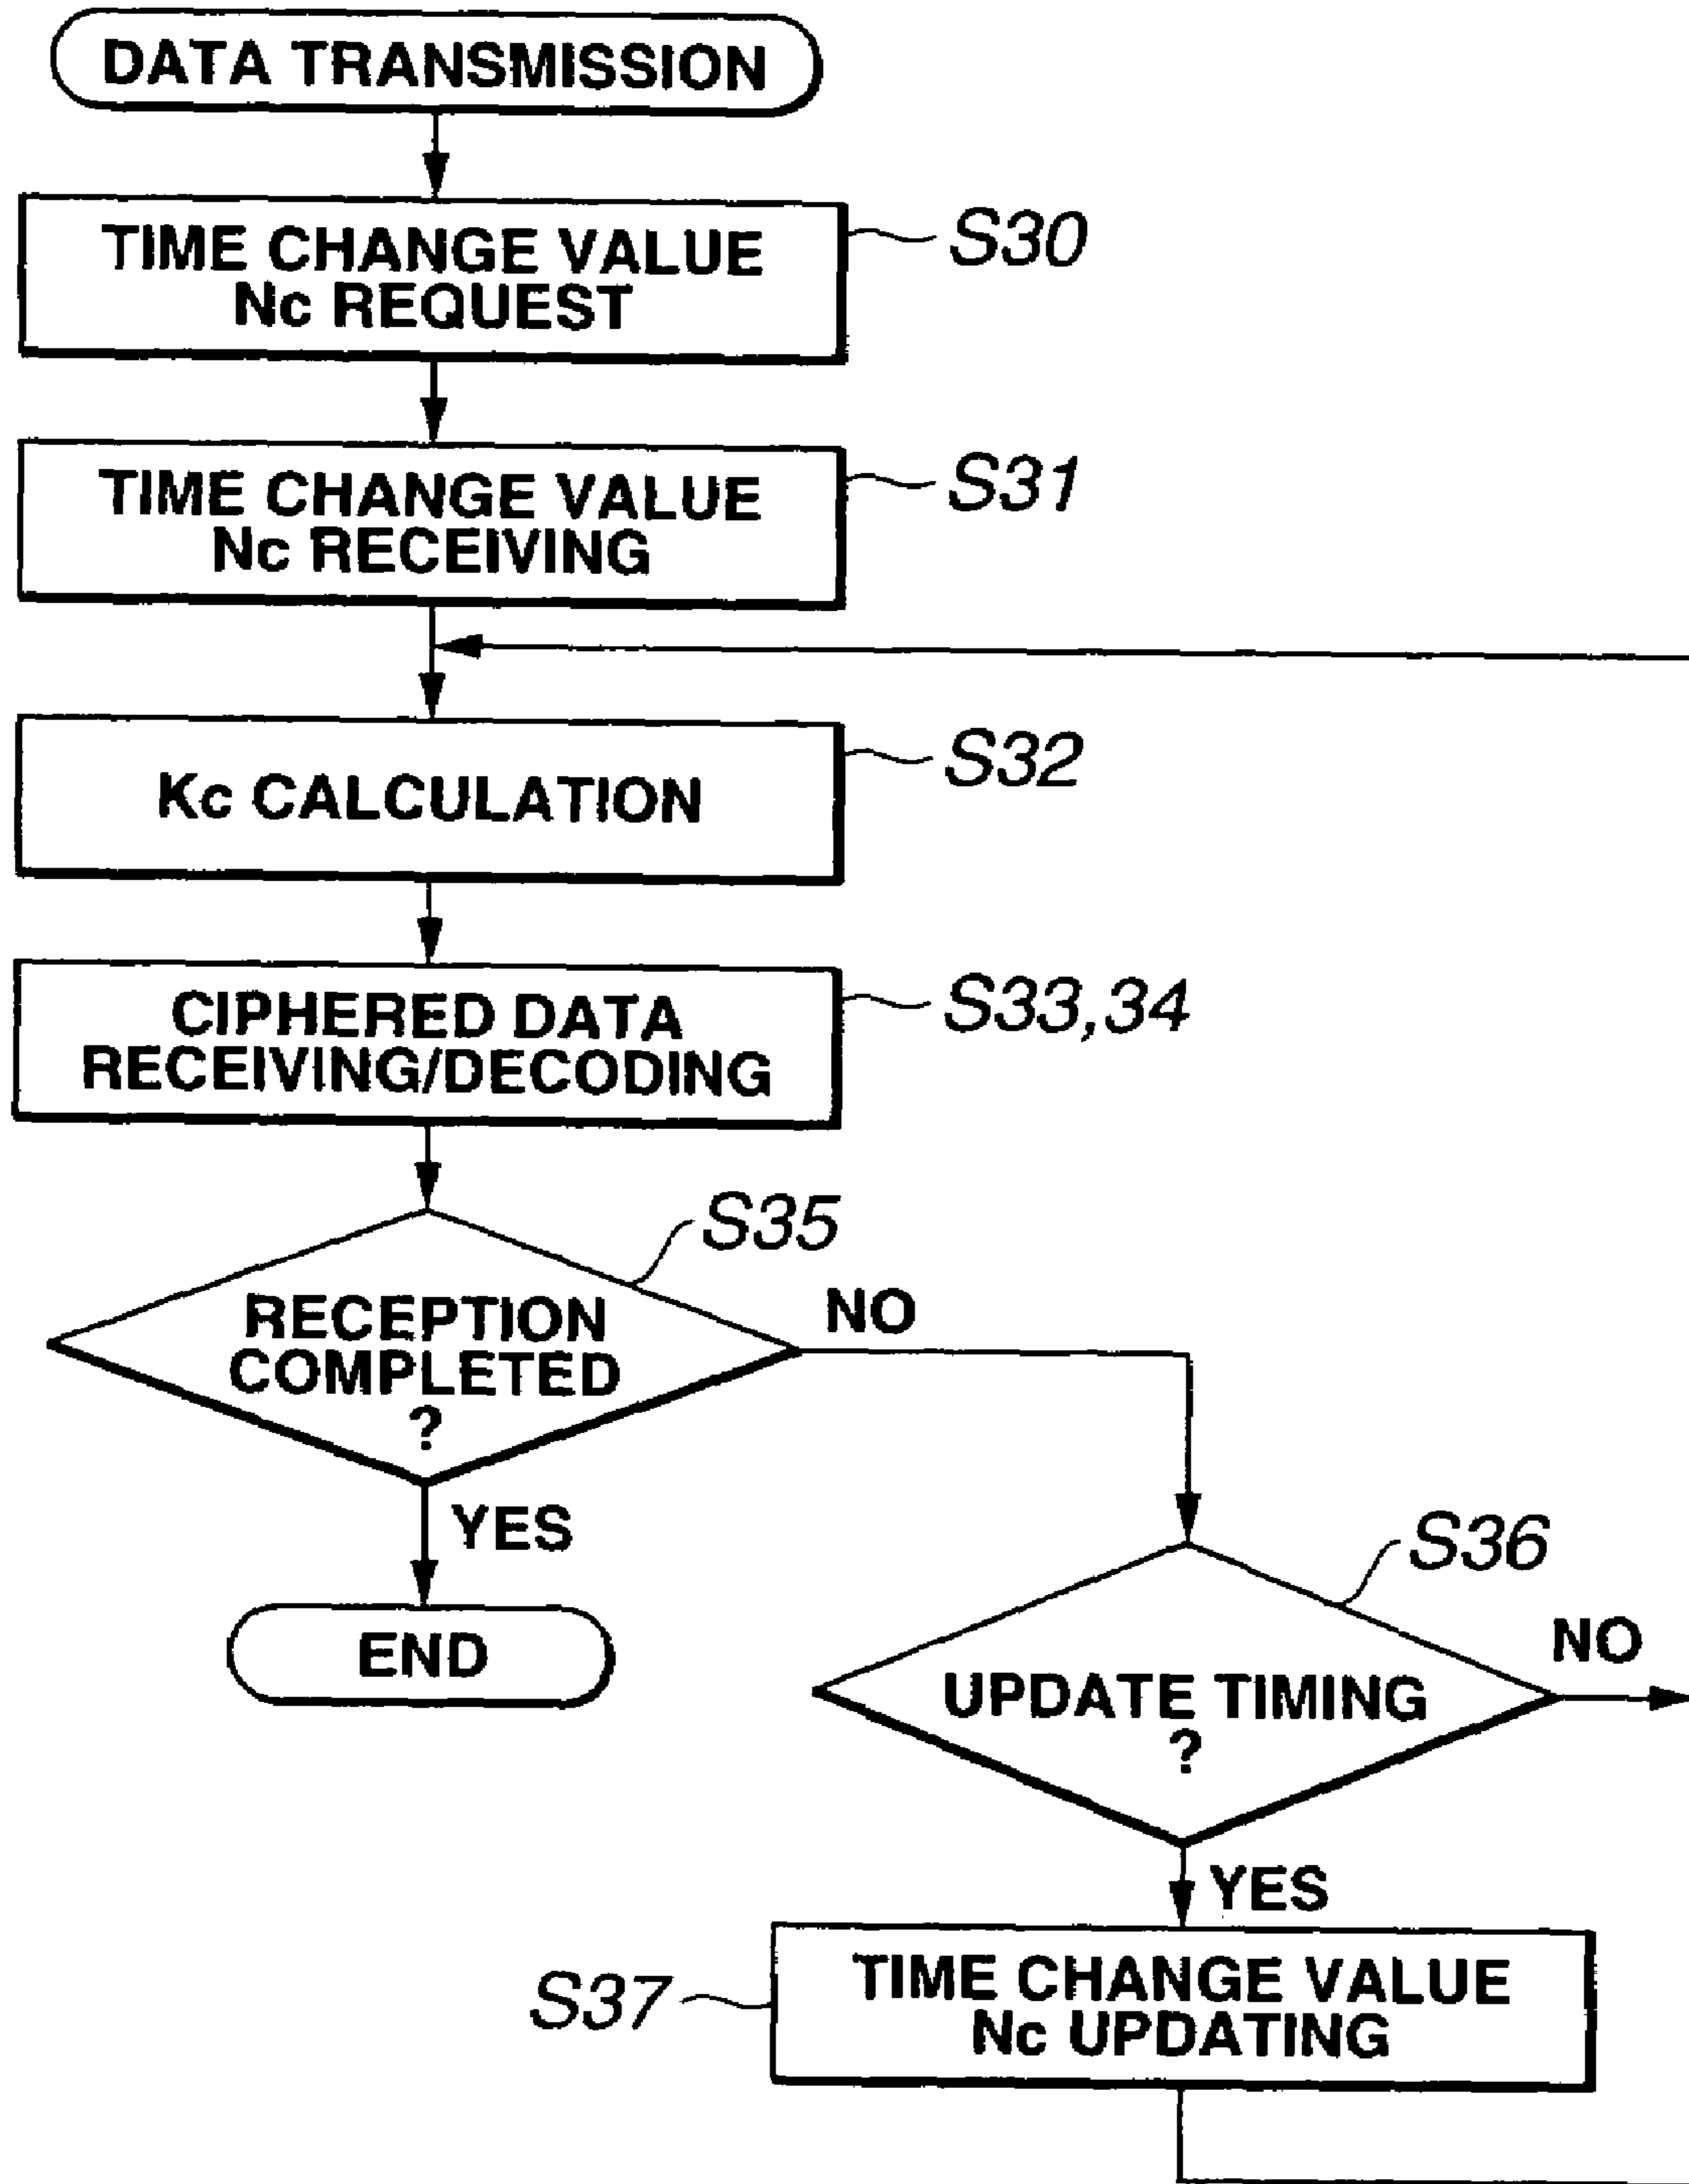 DATA TRANSMISSION
TIME CHANGE VALUE
Nc REQUEST
S30
TIME CHANGE VALUE
Nc RECEIVING
S31
Kc CALCULATION
S32
CIPHERED DATA
RECEIVING/DECODING
S33,34
S35
RECEPTION
COMPLETED
?
NO
YES
END
S36
UPDATE TIMING
?
NO
YES
S37
TIME CHANGE VALUE
Nc UPDATING